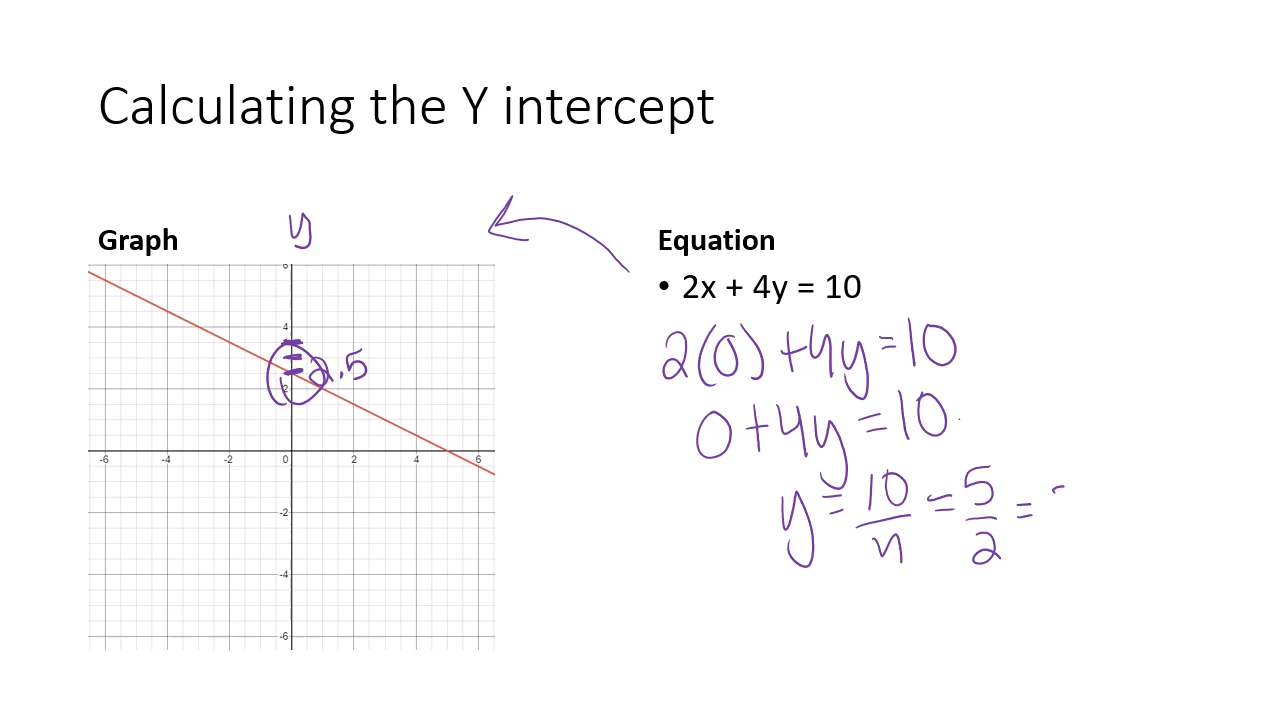 Calculating the Y intercept
Graph
y
Equation
• 2x + 4y = 10
2(0) +4y = 10
0 + 4y = 10
y = 10/4 = 5/2 =
6
4
2.5
2
-6 -4 -2 0 2 4 6
-2
-4
-6